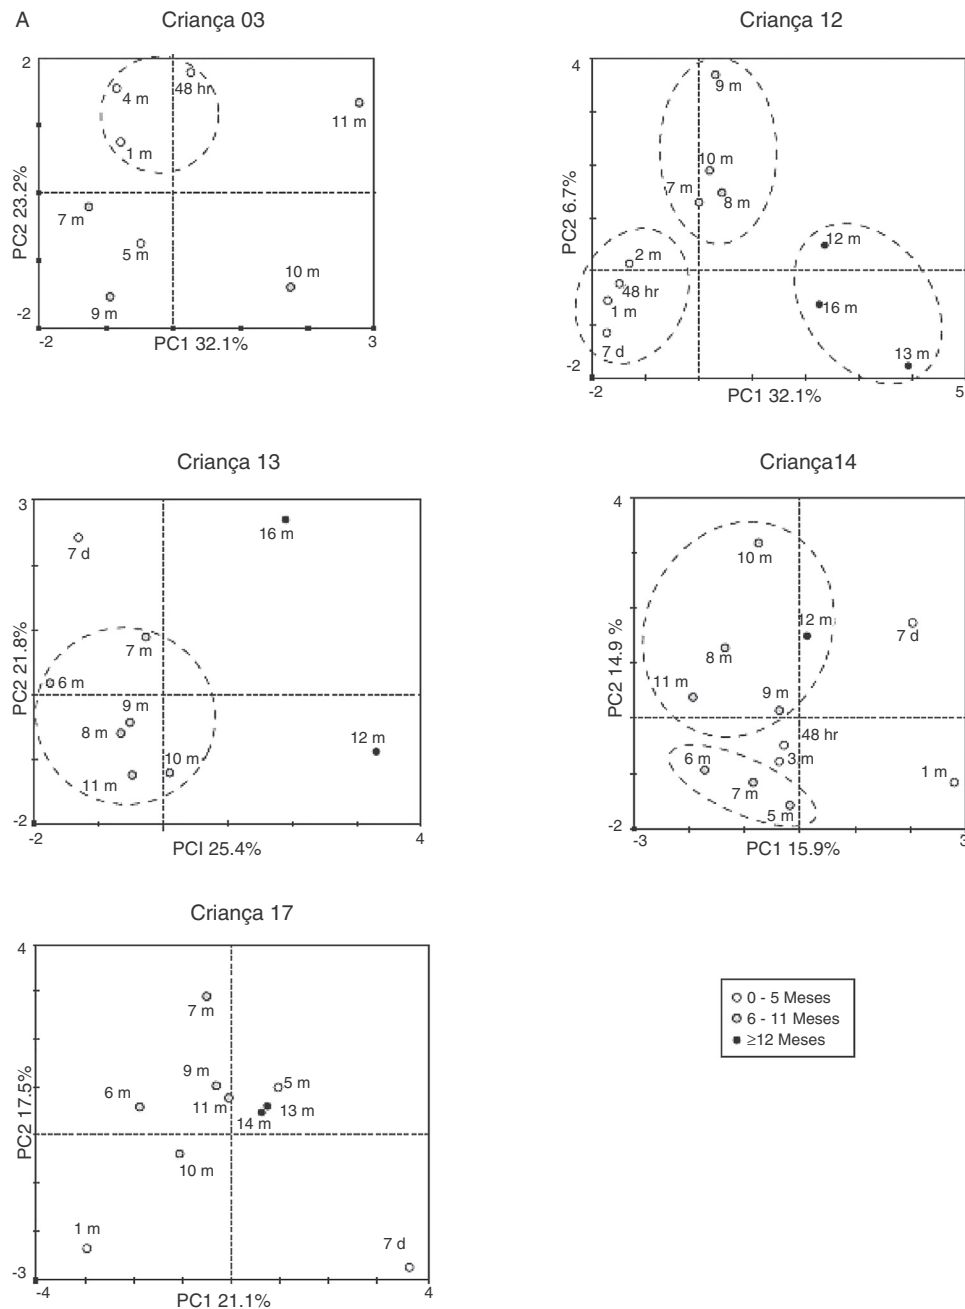 A
Criança 03
2
4 m
48 hr
11 m
1 m
7 m
5 m
10 m
9 m
-2
-2
3
PC1 32.1%
PC2 23.2%
Criança 12
4
9 m
10 m
7 m
8 m
12 m
2 m
48 hr
1 m
16 m
7 d
13 m
-2
-2
5
PC1 32.1%
PC2 6.7%
Criança 13
3
7 d
16 m
7 m
6 m
9 m
8 m
12 m
10 m
11 m
-2
-2
4
PCI 25.4%
PC2 21.8%
Criança14
4
10 m
12 m
7 d
8 m
11 m
9 m
48 hr
6 m
3 m
1 m
7 m
5 m
-2
-3
3
PC1 15.9%
PC2 14.9 %
Criança 17
4
7 m
9 m
5 m
6 m
11 m
13 m
14 m
10 m
1 m
7 d
-3
-4
4
PC1 21.1%
PC2 17.5%
0 - 5 Meses
6 - 11 Meses
≥12 Meses